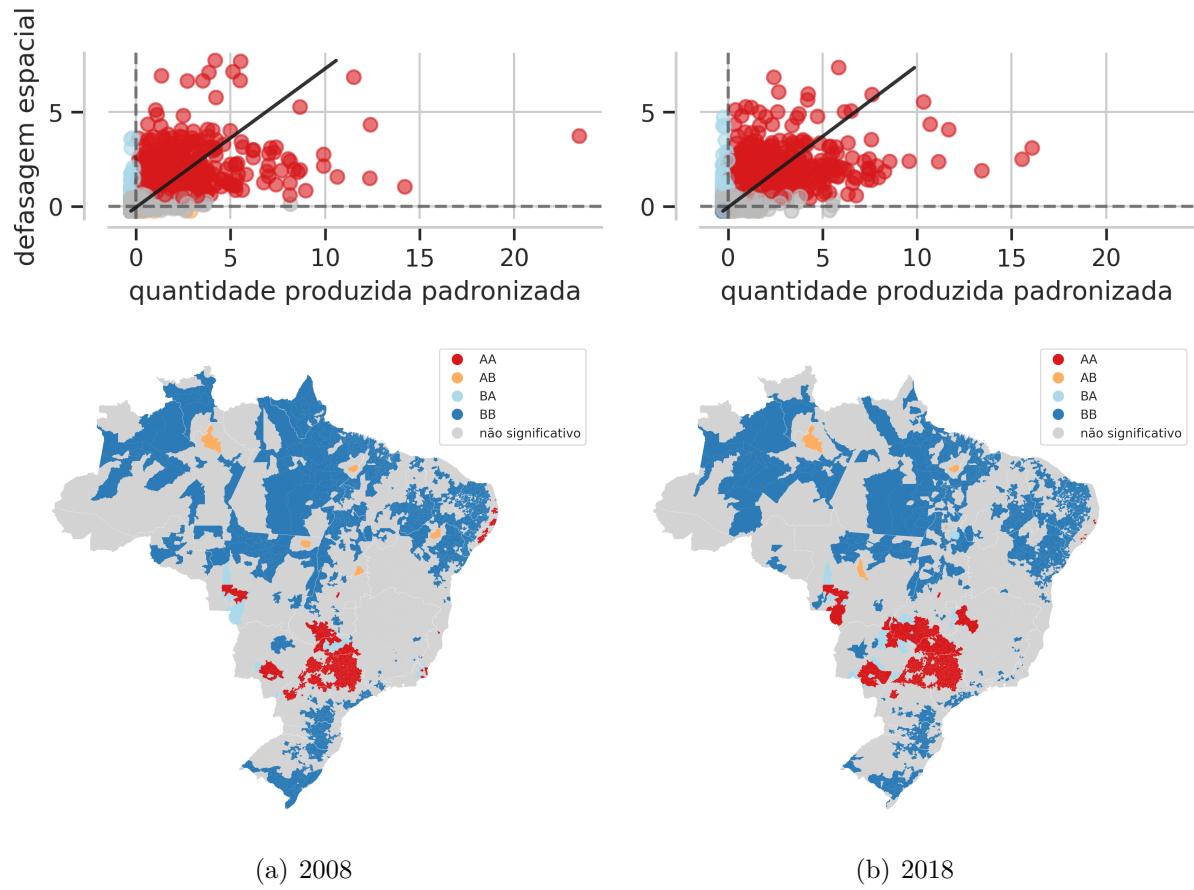 defasagem espacial
5
0
0 5 10 15 20
quantidade produzida padronizada
5
0
0 5 10 15 20
quantidade produzida padronizada
AA
AB
BA
BB
não significativo
AA
AB
BA
BB
não significativo
(a) 2008
(b) 2018